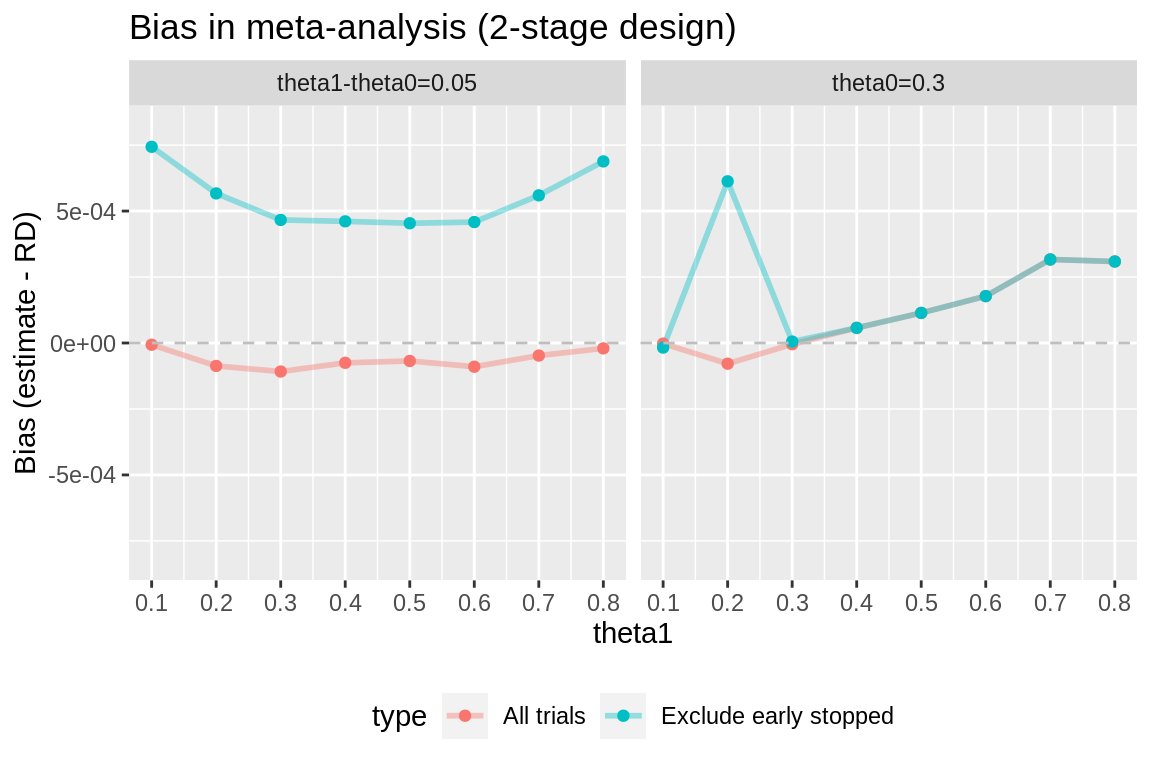 Bias in meta-analysis (2-stage design)
theta1-theta0=0.05
theta0=0.3
Bias (estimate - RD)
5e-04
0e+00
-5e-04
0.1 0.2 0.3 0.4 0.5 0.6 0.7 0.8
0.1 0.2 0.3 0.4 0.5 0.6 0.7 0.8
theta1
type All trials Exclude early stopped